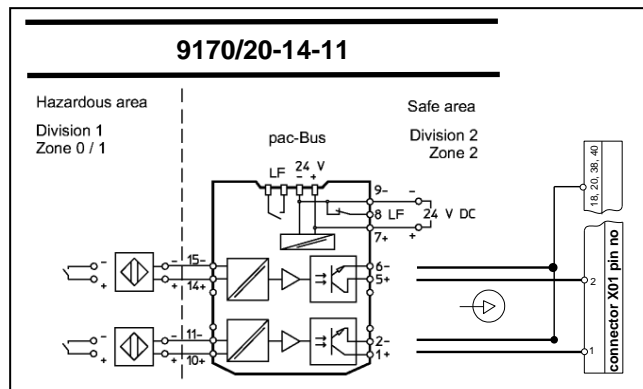 9170/20-14-11
Hazardous area
Division 1
Zone 0 / 1
Safe area
Division 2
Zone 2
pac-Bus
LF 24 V
- +
9- -
8 LF 24 V DC
7+ +
- - 15- 6-
+ + 14+ 5+
- - 11- 2-
+ + 10+ 1+
18, 20, 38, 40
2
1
connector X01 pin no